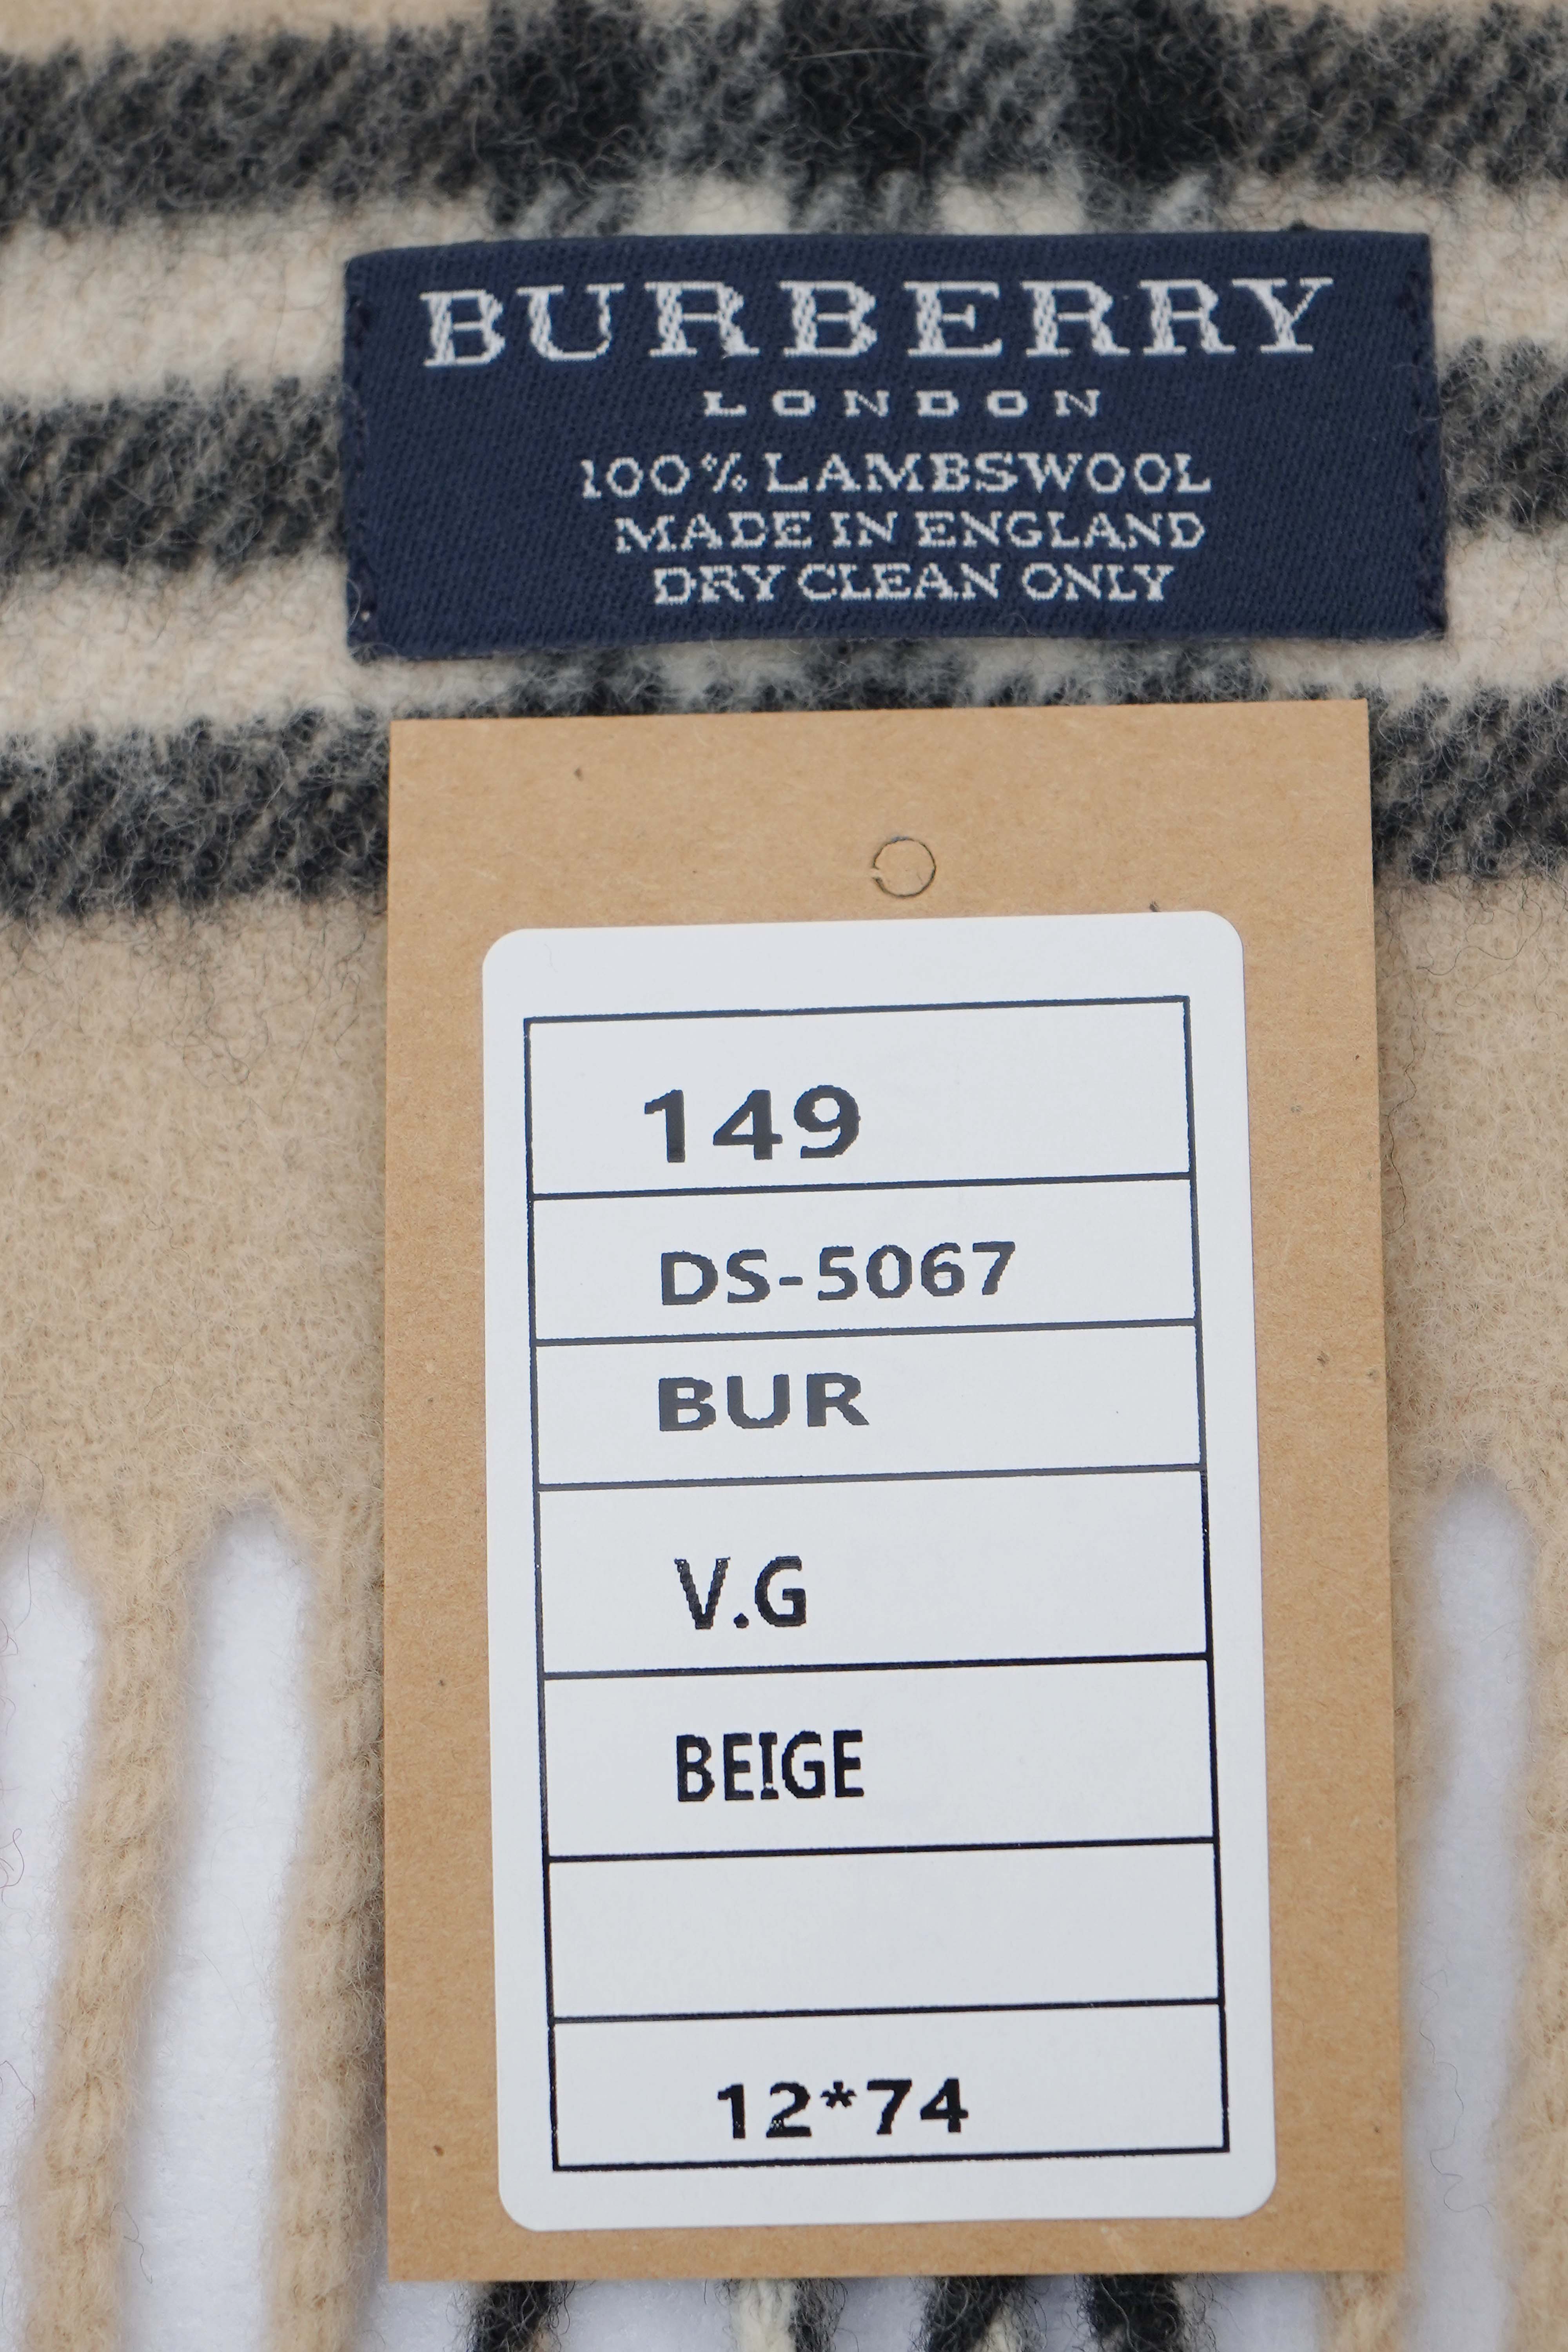 BURBERRY
LONDON
100% LAMBSWOOL
MADE IN ENGLAND
DRY CLEAN ONLY
149
DS-5067
BUR
V.G
BEIGE
12*74